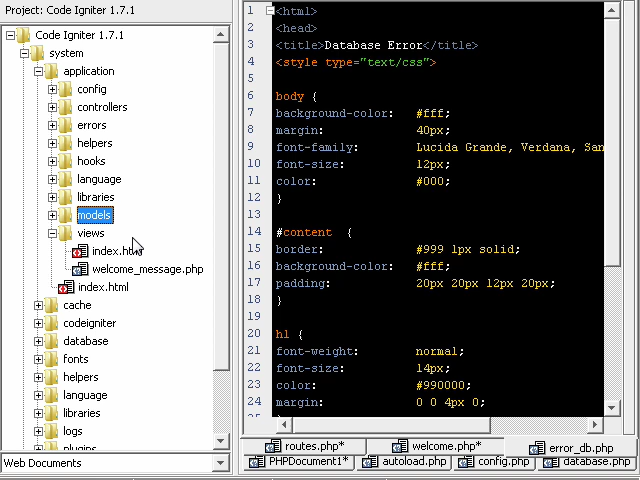 Project: Code Igniter 1.7.1
Code Igniter 1.7.1
system
application
config
controllers
errors
helpers
hooks
language
libraries
models
views
index.html
welcome_message.php
index.html
cache
codeigniter
database
fonts
helpers
language
libraries
logs
plugins
Web Documents
1 <html>
2 <head>
3 <title>Database Error</title>
4 <style type="text/css">
5
6 body {
7 background-color: #fff;
8 margin: 40px;
9 font-family: Lucida Grande, Verdana, San
10 font-size: 12px;
11 color: #000;
12 }
13
14 #content {
15 border: #999 1px solid;
16 background-color: #fff;
17 padding: 20px 20px 12px 20px;
18 }
19
20 h1 {
21 font-weight: normal;
22 font-size: 14px;
23 color: #990000;
24 margin: 0 0 4px 0;
25 }
routes.php* welcome.php* error_db.php
PHPDocument1* autoload.php config.php database.php